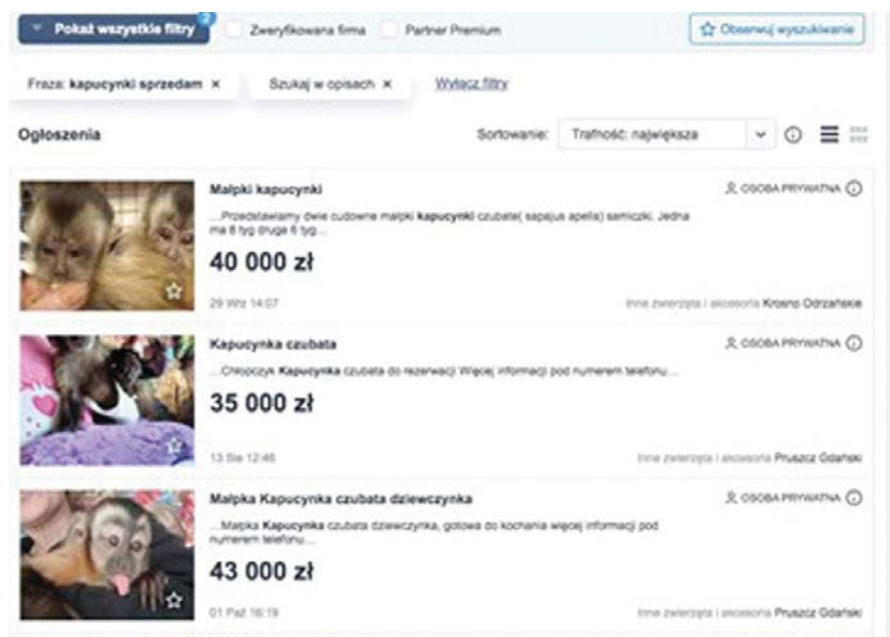 Pokaż wszystkie filtry 2 Zweryfikowana firma Partner Premium Obserwuj wyszukiwanie
Fraza: kapucynki sprzedam × Szukaj w opisach × Wyłącz filtry
Ogłoszenia Sortowanie: Trafność: największa
Małpki kapucynki OSOBA PRYWATNA
...Przedstawiamy dwie cudowne małpki kapucynki czubate( sapajus apella) samiczki. Jedna
ma 8 tyg druga 6 tyg...
40 000 zł
29 Wrz 14:07 Inne zwierzęta i akcesoria Krosno Odrzańskie
Kapucynka czubata OSOBA PRYWATNA
...Chłopczyk Kapucynka czubata do rezerwacji Więcej informacji pod numerem telefonu...
35 000 zł
13 Sie 12:46 Inne zwierzęta i akcesoria Pruszcz Gdański
Małpka Kapucynka czubata dziewczynka OSOBA PRYWATNA
...Małpka Kapucynka czubata dziewczynka, gotowa do kochania więcej informacji pod
numerem telefonu...
43 000 zł
01 Paź 16:19 Inne zwierzęta i akcesoria Pruszcz Gdański